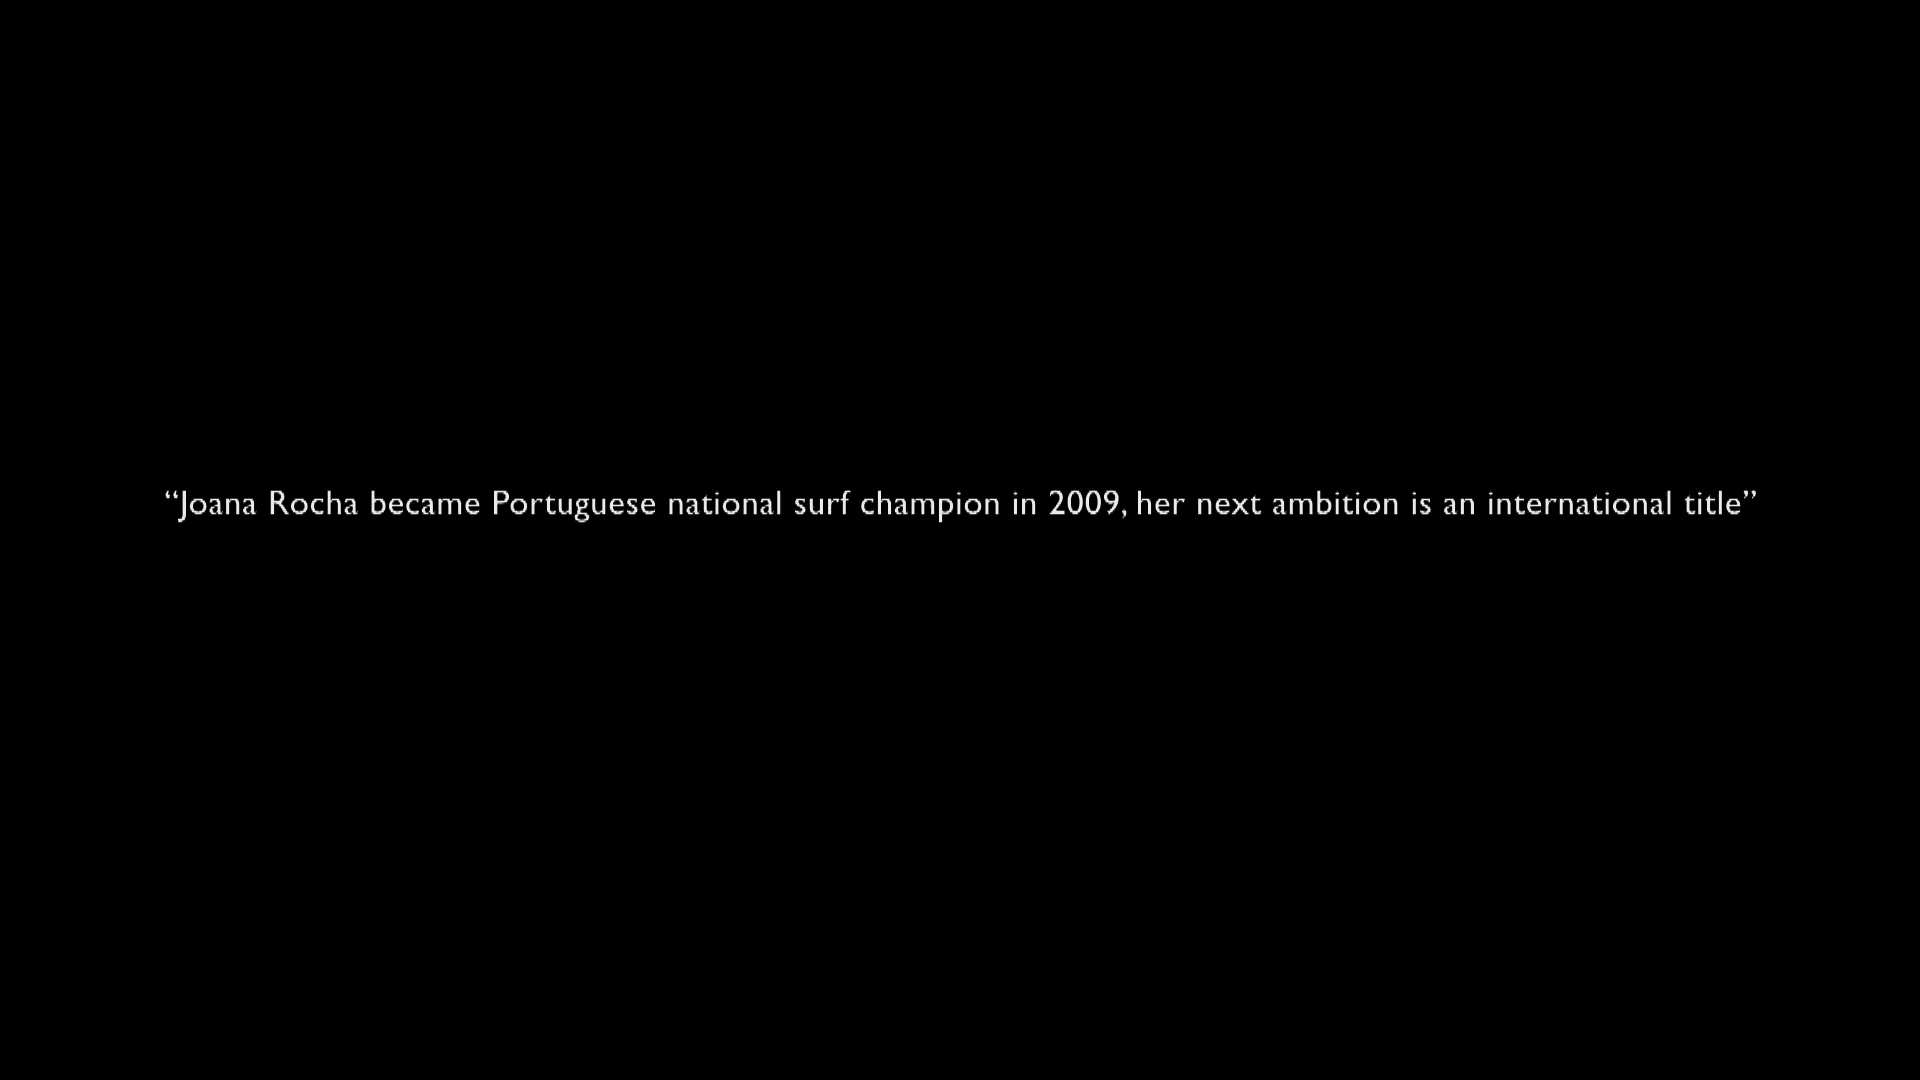 “Joana Rocha became Portuguese national surf champion in 2009, her next ambition is an international title”